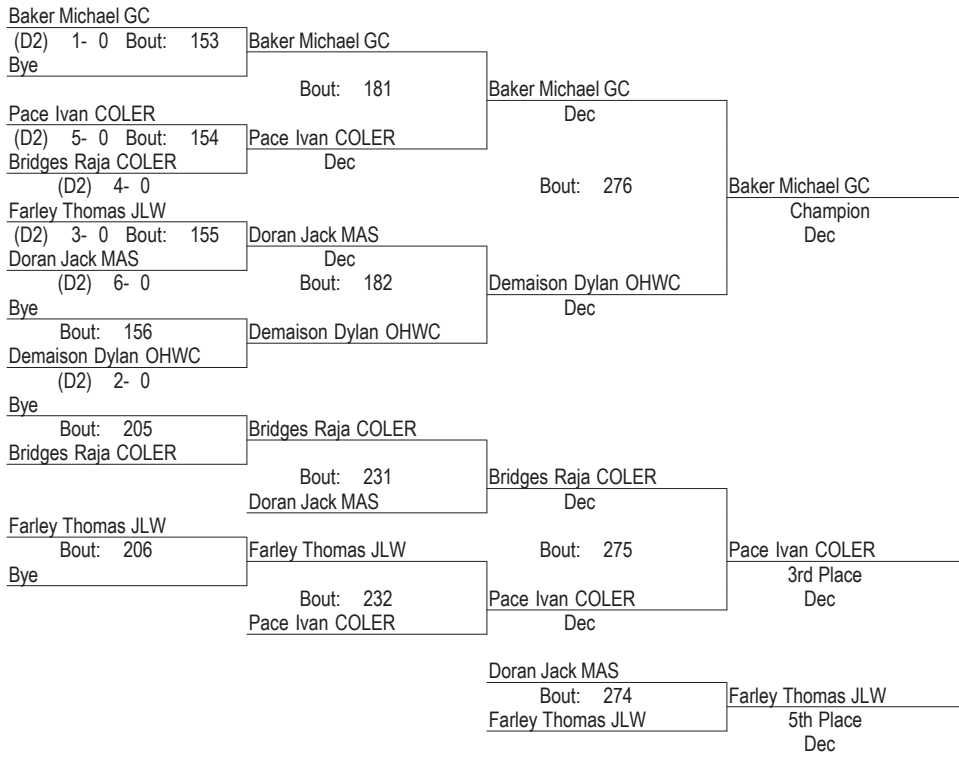 Baker Michael GC
(D2) 1- 0 Bout: 153 Baker Michael GC
Bye
Bout: 181 Baker Michael GC
Pace Ivan COLER Dec
(D2) 5- 0 Bout: 154 Pace Ivan COLER
Bridges Raja COLER Dec
(D2) 4- 0 Bout: 276 Baker Michael GC
Farley Thomas JLW Champion
(D2) 3- 0 Bout: 155 Doran Jack MAS Dec
Doran Jack MAS Dec
(D2) 6- 0 Bout: 182 Demaison Dylan OHWC
Bye Dec
Bout: 156 Demaison Dylan OHWC
Demaison Dylan OHWC
(D2) 2- 0
Bye
Bout: 205 Bridges Raja COLER
Bridges Raja COLER
Bout: 231 Bridges Raja COLER
Doran Jack MAS Dec
Farley Thomas JLW
Bout: 206 Farley Thomas JLW Bout: 275 Pace Ivan COLER
Bye 3rd Place
Bout: 232 Pace Ivan COLER Dec
Pace Ivan COLER Dec
Doran Jack MAS
Bout: 274 Farley Thomas JLW
Farley Thomas JLW 5th Place
Dec